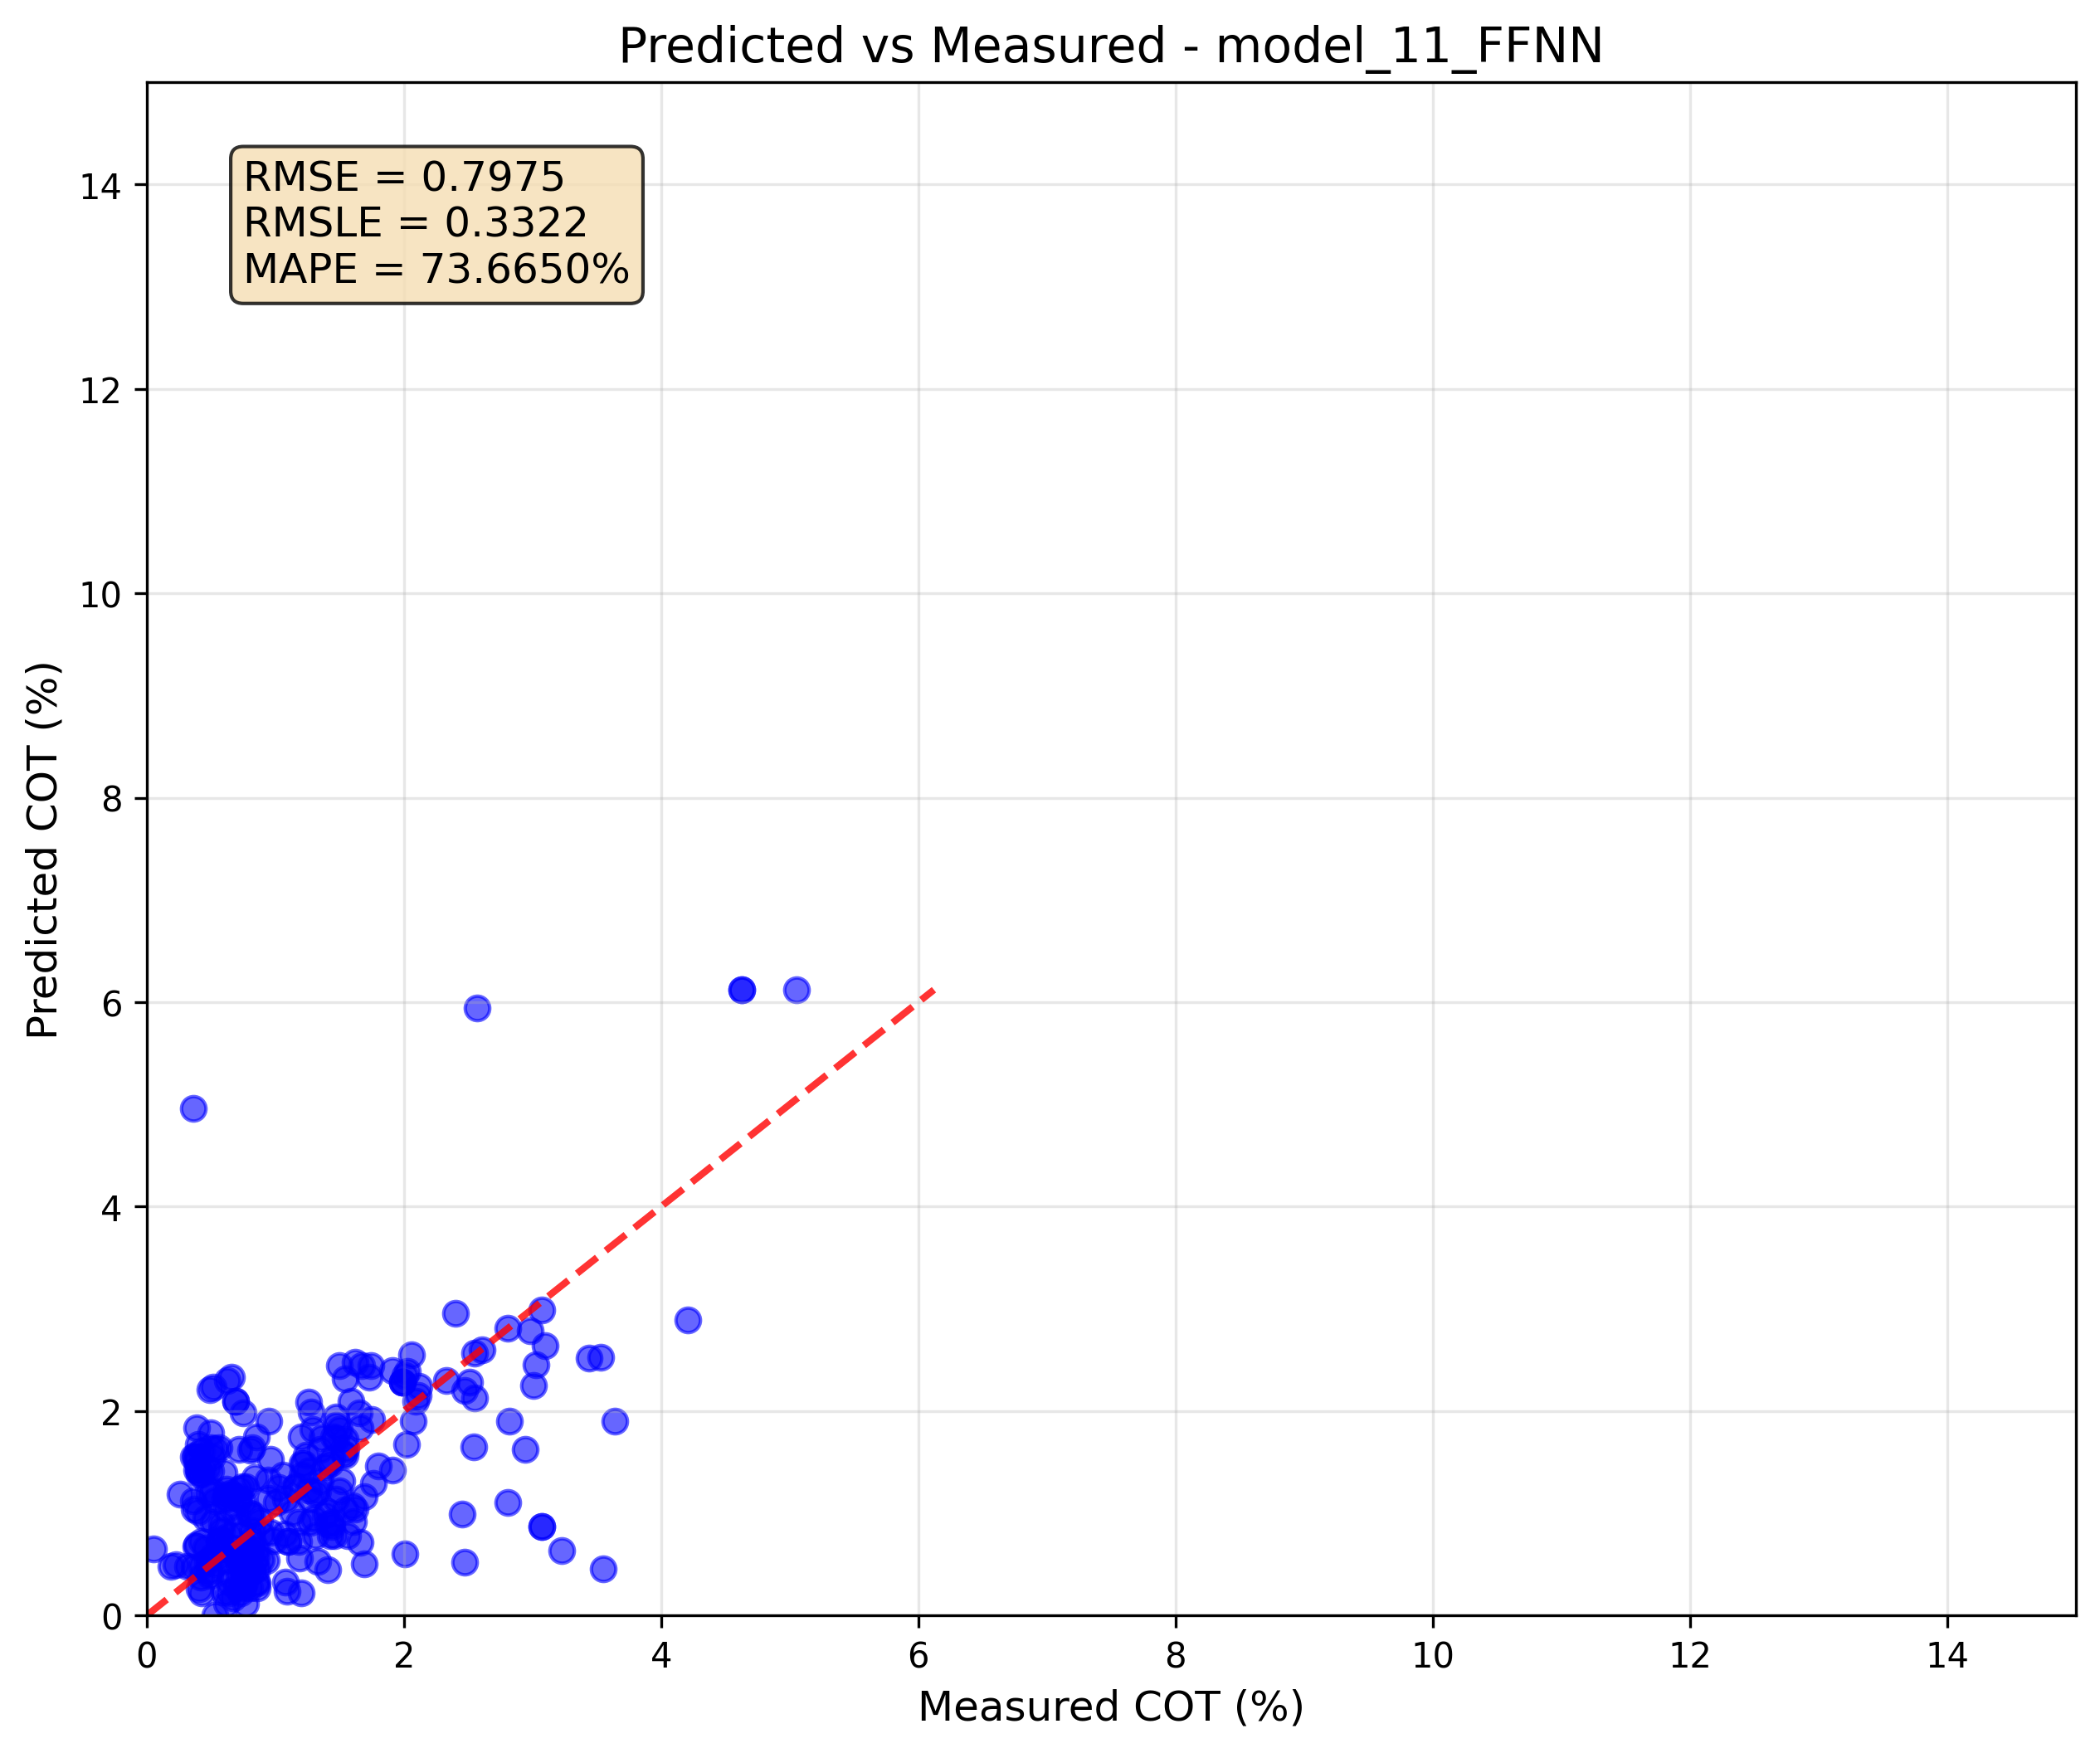 Predicted vs Measured - model_11_FFNN
RMSE = 0.7975
RMSLE = 0.3322
MAPE = 73.6650%
Predicted COT (%)
14
12
10
8
6
4
2
0
0 2 4 6 8 10 12 14
Measured COT (%)